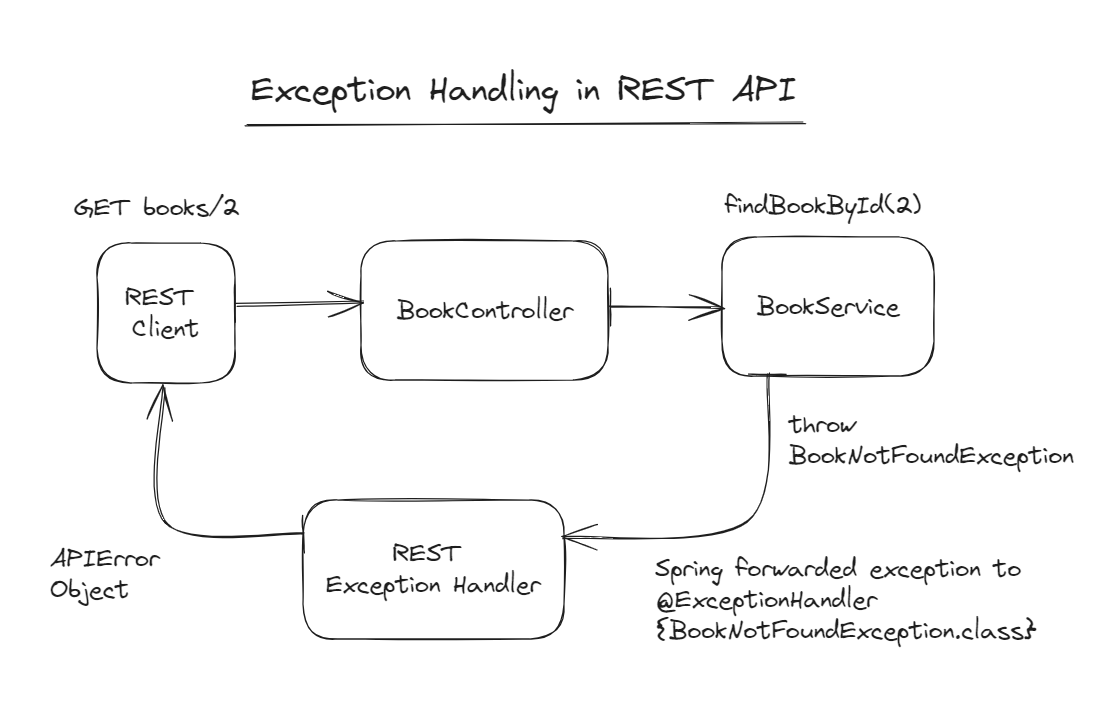 Exception Handling in REST API
GET books/2
findBookById(2)
REST
Client
BookController
BookService
throw
BookNotFoundException
REST
Exception Handler
APIError
Object
Spring forwarded exception to
@ExceptionHandler
{BookNotFoundException.class}